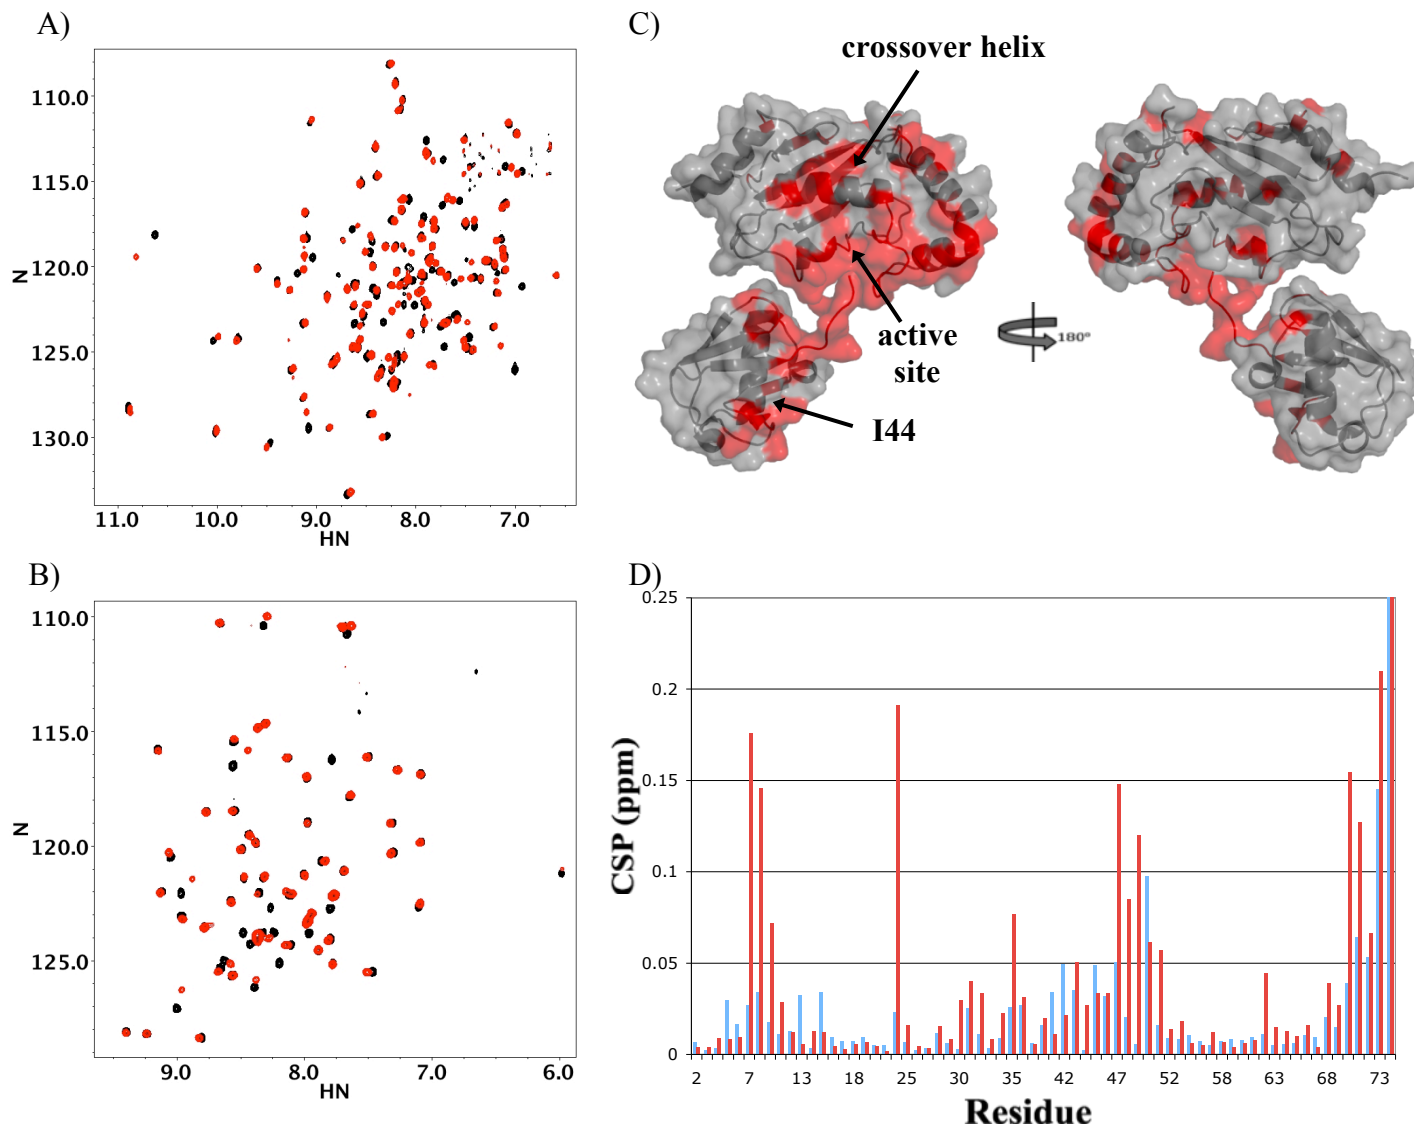 A)
110.0
115.0
120.0
125.0
130.0
N
11.0 10.0 9.0 8.0 7.0
HN
B)
110.0
115.0
120.0
125.0
N
9.0 8.0 7.0 6.0
HN
C)
crossover helix
active
site
I44
180°
D)
0.25
0.2
0.15
0.1
0.05
0
CSP (ppm)
2 7 13 18 25 30 35 42 47 52 58 63 68 73
Residue